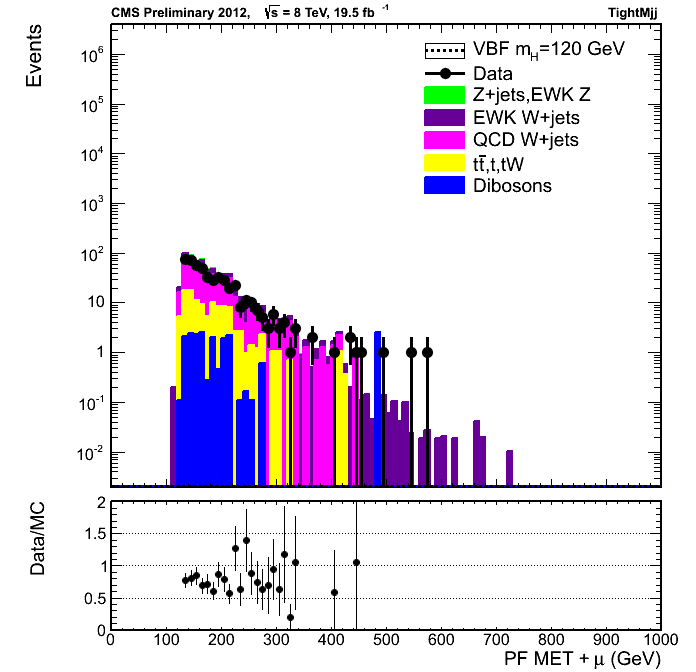 CMS Preliminary 2012, √s = 8 TeV, 19.5 fb⁻¹ TightMjj
Events
10⁶
10⁵
10⁴
10³
10²
10
1
10⁻¹
10⁻²
VBF m_H=120 GeV
Data
Z+jets,EWK Z
EWK W+jets
QCD W+jets
tt̅,t,tW
Dibosons
Data/MC
2
1.5
1
0.5
0
0 100 200 300 400 500 600 700 800 900 1000
PF MET + μ (GeV)